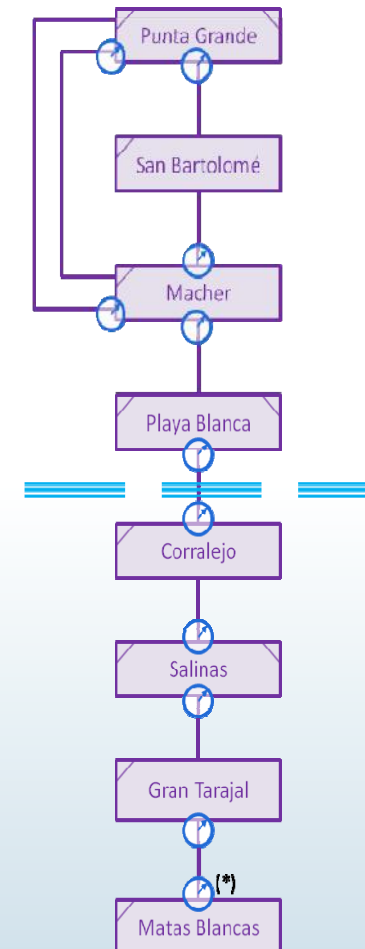 Punta Grande
San Bartolomé
Macher
Playa Blanca
Corralejo
Salinas
Gran Tarajal
(*)
Matas Blancas